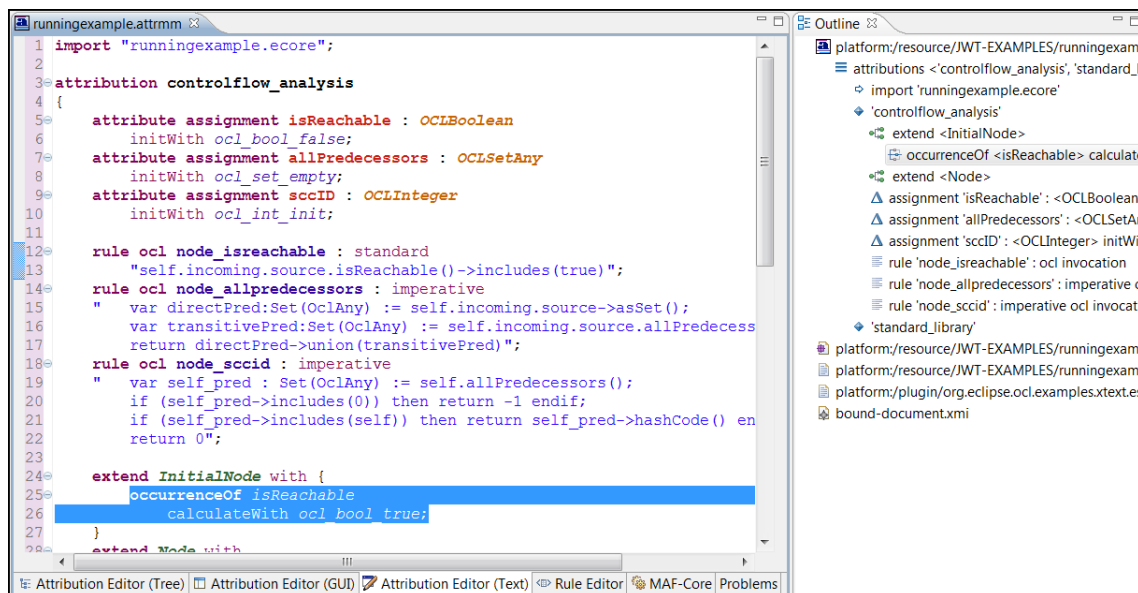 runningexample.attrmm
1 import "runningexample.ecore";
2
3 attribution controlflow_analysis
4 {
5 attribute assignment isReachable : OCLBoolean
6 initWith ocl_bool_false;
7 attribute assignment allPredecessors : OCLSetAny
8 initWith ocl_set_empty;
9 attribute assignment sccID : OCLInteger
10 initWith ocl_int_init;
11
12 rule ocl node_isreachable : standard
13 "self.incoming.source.isReachable()->includes(true)";
14 rule ocl node_allpredecessors : imperative
15 " var directPred:Set(OclAny) := self.incoming.source->asSet();
16 var transitivePred:Set(OclAny) := self.incoming.source.allPredecess
17 return directPred->union(transitivePred)";
18 rule ocl node_sccid : imperative
19 " var self_pred : Set(OclAny) := self.allPredecessors();
20 if (self_pred->includes(0)) then return -1 endif;
21 if (self_pred->includes(self)) then return self_pred->hashCode() en
22 return 0";
23
24 extend InitialNode with {
25 occurrenceOf isReachable
26 calculateWith ocl_bool_true;
27 }
28 extend Node with
Attribution Editor (Tree) Attribution Editor (GUI) Attribution Editor (Text) Rule Editor MAF-Core Problems
Outline
platform:/resource/JWT-EXAMPLES/runningexam
attributions <'controlflow_analysis', 'standard_l
import 'runningexample.ecore'
'controlflow_analysis'
extend <InitialNode>
occurrenceOf <isReachable> calculate
extend <Node>
assignment 'isReachable' : <OCLBoolean
assignment 'allPredecessors' : <OCLSetAn
assignment 'sccID' : <OCLInteger> initWi
rule 'node_isreachable' : ocl invocation
rule 'node_allpredecessors' : imperative o
rule 'node_sccid' : imperative ocl invocat
'standard_library'
platform:/resource/JWT-EXAMPLES/runningexam
platform:/resource/JWT-EXAMPLES/runningexam
platform:/plugin/org.eclipse.ocl.examples.xtext.es
bound-document.xmi